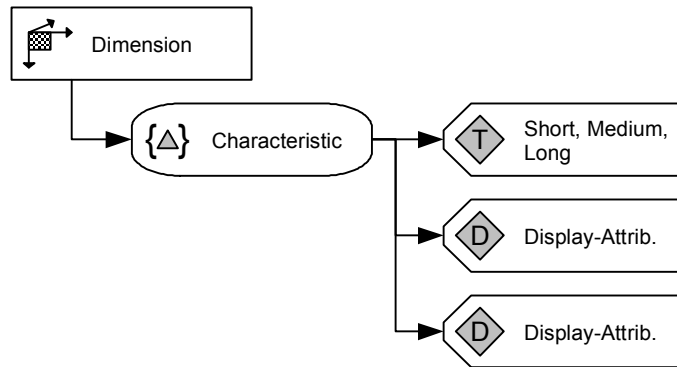 Dimension
{ } Characteristic
T Short, Medium,
Long
D Display-Attrib.
D Display-Attrib.